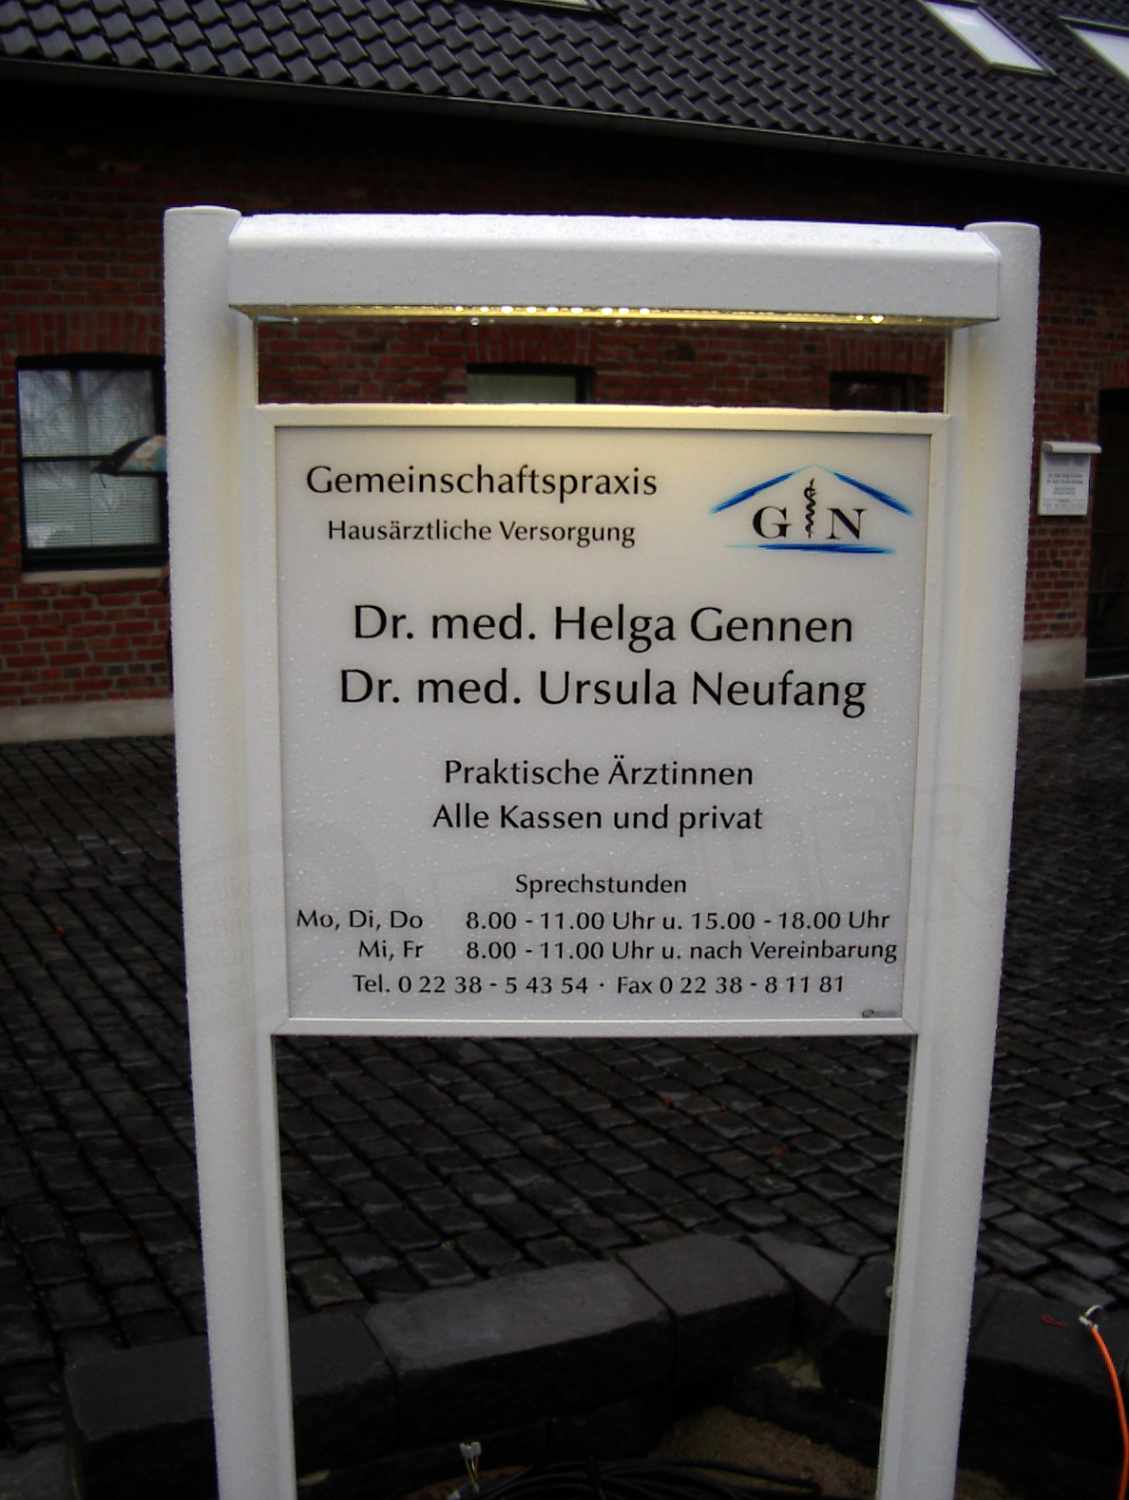 Gemeinschaftspraxis
Hausärztliche Versorgung
G N
Dr. med. Helga Gennen
Dr. med. Ursula Neufang
Praktische Ärztinnen
Alle Kassen und privat
Sprechstunden
Mo, Di, Do 8.00 - 11.00 Uhr u. 15.00 - 18.00 Uhr
Mi, Fr 8.00 - 11.00 Uhr u. nach Vereinbarung
Tel. 0 22 38 - 5 43 54 · Fax 0 22 38 - 8 11 81